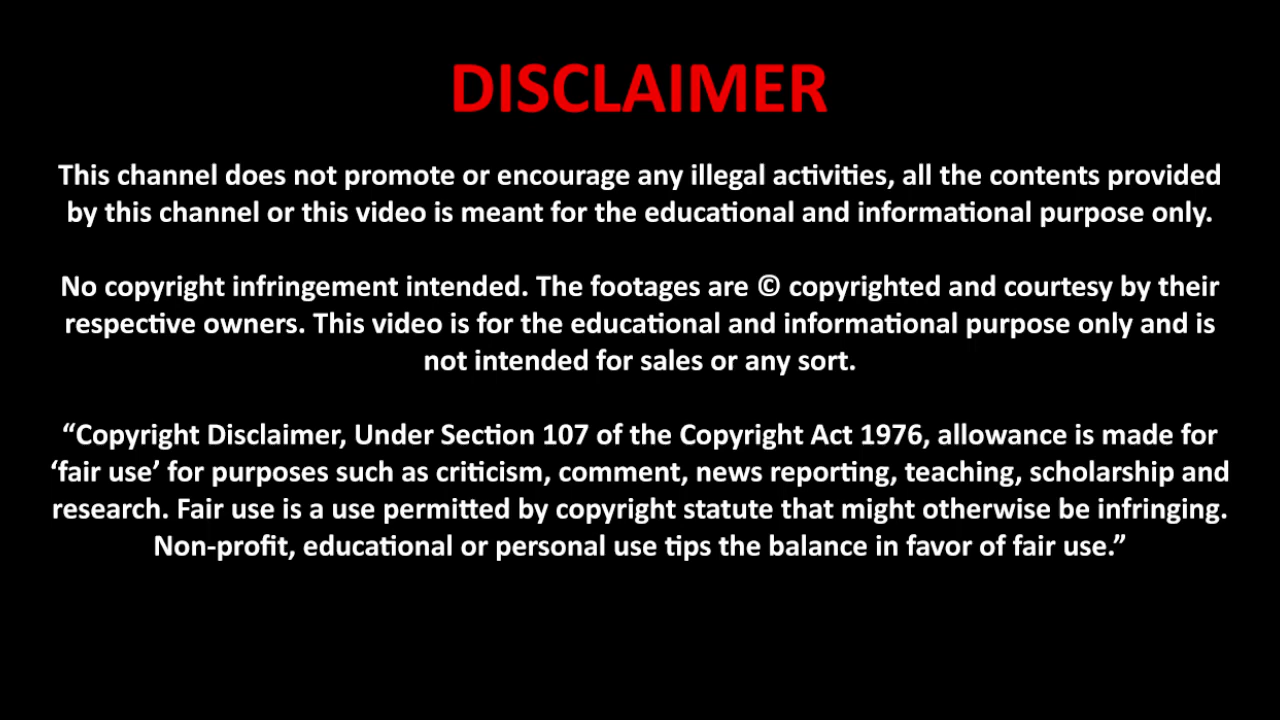 DISCLAIMER
This channel does not promote or encourage any illegal activities, all the contents provided
by this channel or this video is meant for the educational and informational purpose only.
No copyright infringement intended. The footages are © copyrighted and courtesy by their
respective owners. This video is for the educational and informational purpose only and is
not intended for sales or any sort.
“Copyright Disclaimer, Under Section 107 of the Copyright Act 1976, allowance is made for
‘fair use’ for purposes such as criticism, comment, news reporting, teaching, scholarship and
research. Fair use is a use permitted by copyright statute that might otherwise be infringing.
Non-profit, educational or personal use tips the balance in favor of fair use.”